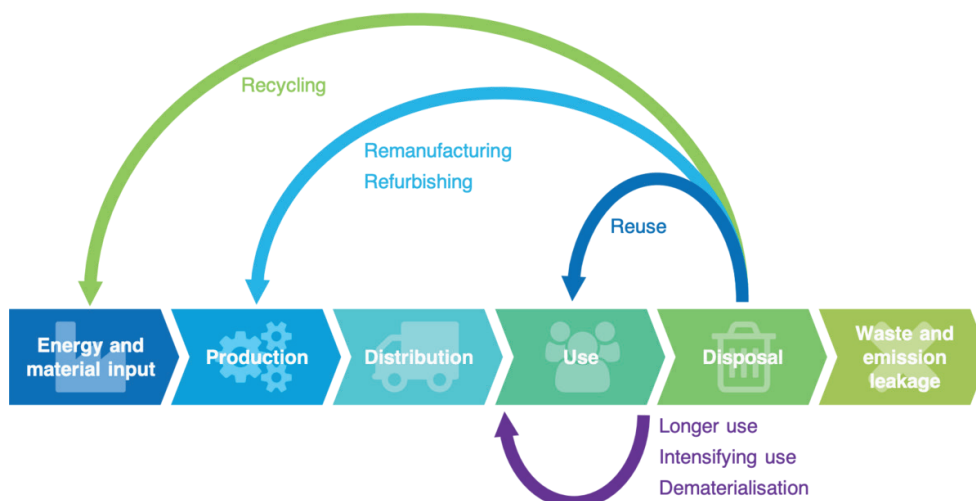 Recycling
Remanufacturing
Refurbishing
Reuse
Energy and
material input
Production
Distribution
Use
Disposal
Waste and
emission
leakage
Longer use
Intensifying use
Dematerialisation